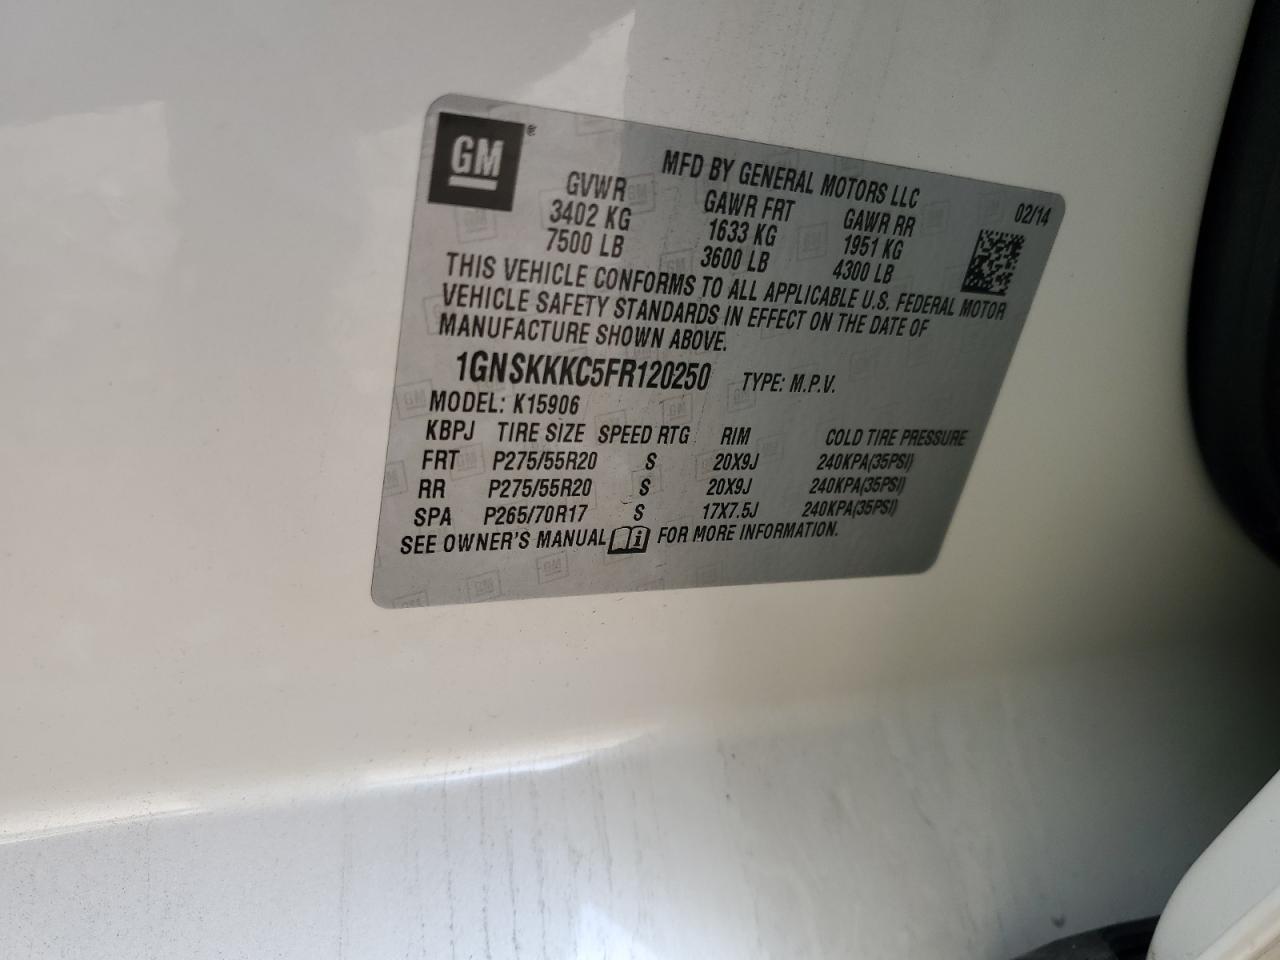 GM®
MFD BY GENERAL MOTORS LLC
02/14
GVWR GAWR FRT GAWR RR
3402 KG 1633 KG 1951 KG
7500 LB 3600 LB 4300 LB
THIS VEHICLE CONFORMS TO ALL APPLICABLE U.S. FEDERAL MOTOR
VEHICLE SAFETY STANDARDS IN EFFECT ON THE DATE OF
MANUFACTURE SHOWN ABOVE.
1GNSKKKC5FR120250 TYPE: M.P.V.
MODEL: K15906
KBPJ TIRE SIZE SPEED RTG RIM COLD TIRE PRESSURE
FRT P275/55R20 S 20X9J 240KPA(35PSI)
RR P275/55R20 S 20X9J 240KPA(35PSI)
SPA P265/70R17 S 17X7.5J 240KPA(35PSI)
SEE OWNER'S MANUAL i FOR MORE INFORMATION.